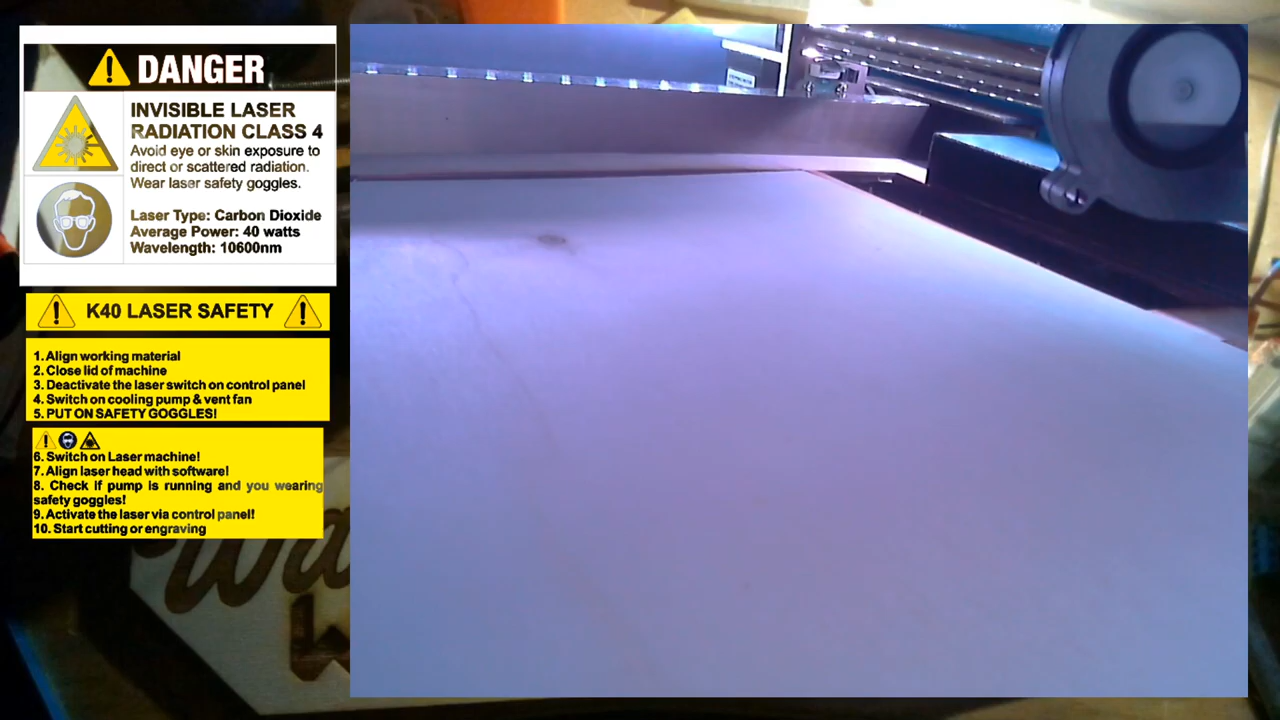 DANGER
INVISIBLE LASER
RADIATION CLASS 4
Avoid eye or skin exposure to
direct or scattered radiation.
Wear laser safety goggles.
Laser Type: Carbon Dioxide
Average Power: 40 watts
Wavelength: 10600nm
K40 LASER SAFETY
1. Align working material
2. Close lid of machine
3. Deactivate the laser switch on control panel
4. Switch on cooling pump & vent fan
5. PUT ON SAFETY GOGGLES!
6. Switch on Laser machine!
7. Align laser head with software!
8. Check if pump is running and you wearing
safety goggles!
9. Activate the laser via control panel!
10. Start cutting or engraving